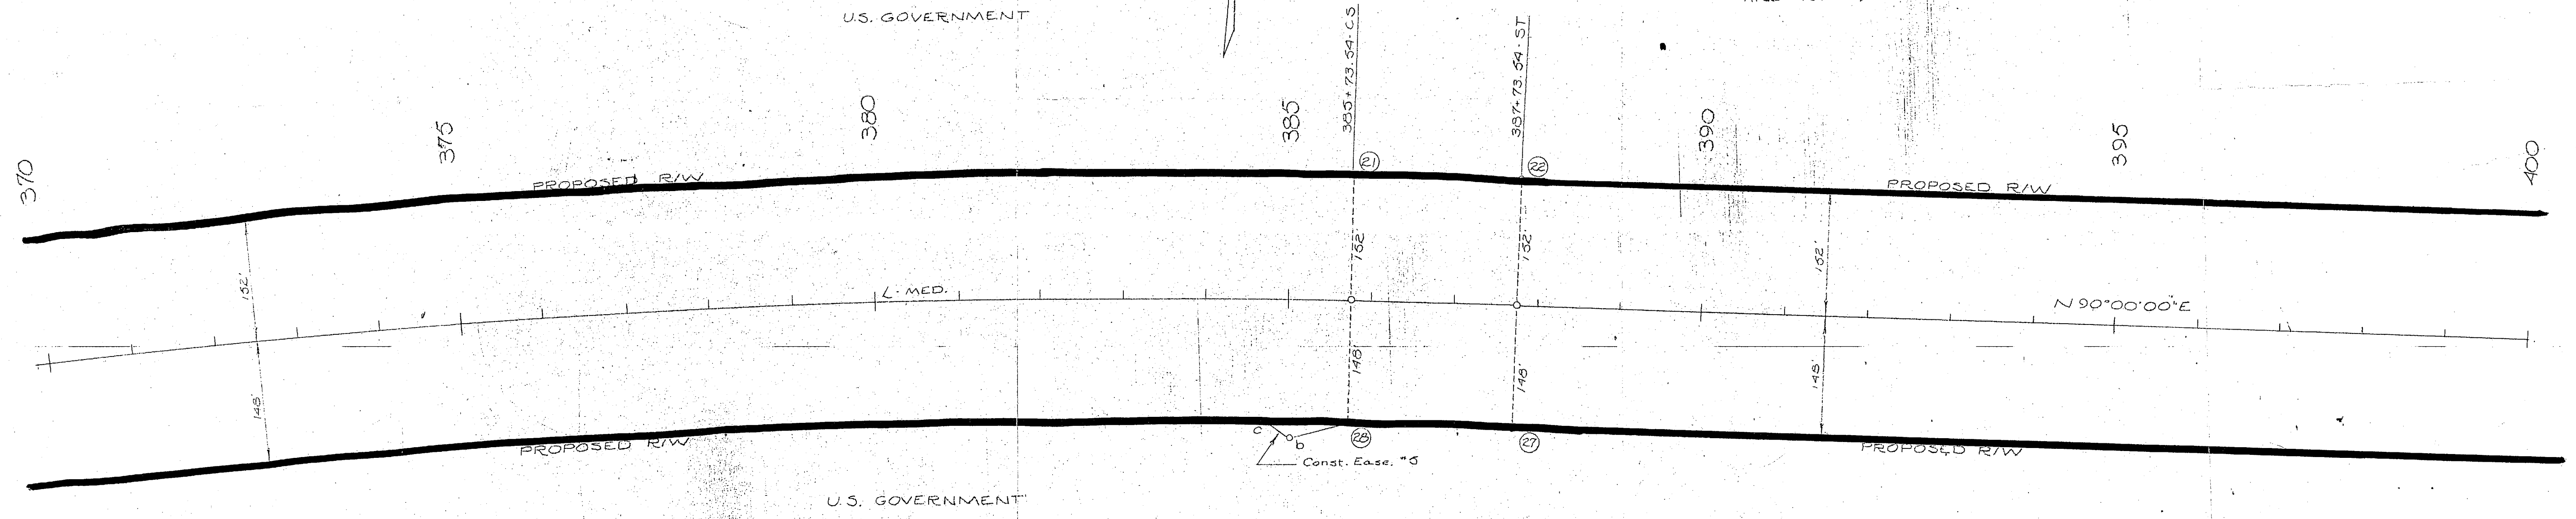 U.S. GOVERNMENT
385+73.54-CS
387+73.54-ST
370
375
380
385
390
395
400
21
22
PROPOSED R/W
PROPOSED R/W
152'
152'
152'
152'
L-MED.
N 90°00'00"E
148'
148'
148'
148'
PROPOSED R/W
c
b
28
27
PROPOSED R/W
Const. Ease. #5
U.S. GOVERNMENT